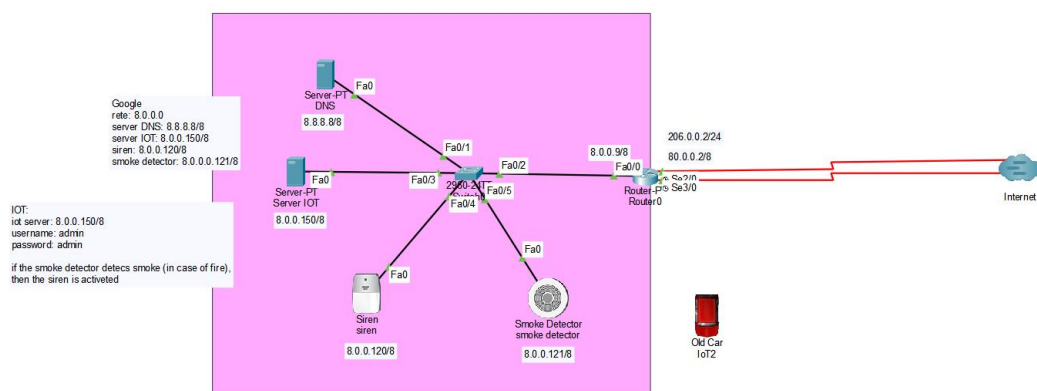 Google
rete: 8.0.0.0
server DNS: 8.8.8.8/8
server IOT: 8.0.0.150/8
siren: 8.0.0.120/8
smoke detector: 8.0.0.0.121/8
IOT:
iot server: 8.0.0.150/8
username: admin
password: admin
if the smoke detector detecs smoke (in case of fire),
then the siren is activeted
Fa0
Server-PT
DNS
8.8.8.8/8
Fa0/1
Fa0
Server-PT
Server IOT
8.0.0.150/8
Fa0/3
Fa0/2
2960-24T
Switch0
Fa0/5
Fa0/4
8.0.0.9/8
Fa0/0
206.0.0.2/24
80.0.0.2/8
Se2/0
Se3/0
Router-P
Router0
Internet
Fa0
Siren
siren
8.0.0.120/8
Fa0
Smoke Detector
smoke detector
8.0.0.121/8
Old Car
IoT2